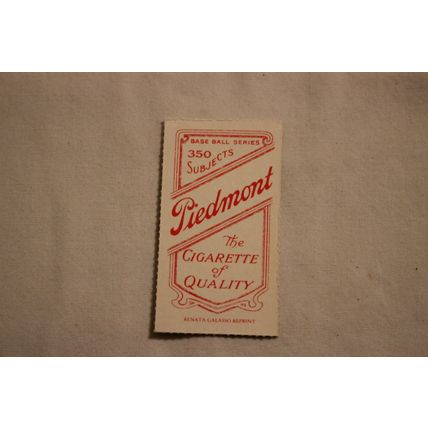 BASE BALL SERIES
350
SUBJECTS
Piedmont
The
CIGARETTE
of
QUALITY
RENATA GALASSO REPRINT